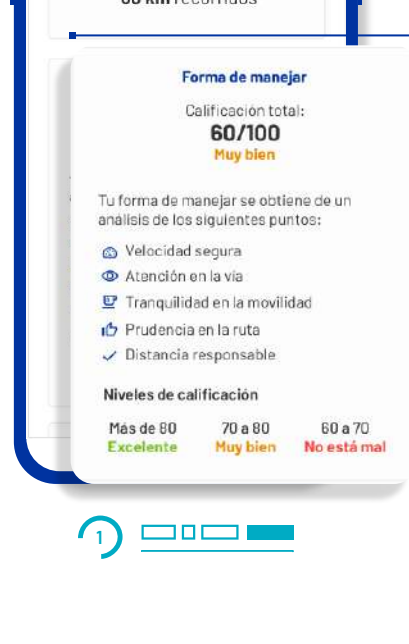 km recorridos
Forma de manejar
Calificación total:
60/100
Muy bien
Tu forma de manejar se obtiene de un
análisis de los siguientes puntos:
Velocidad segura
Atención en la vía
Tranquilidad en la movilidad
Prudencia en la ruta
Distancia responsable
Niveles de calificación
Más de 80 70 a 80 60 a 70
Excelente Muy bien No está mal
1